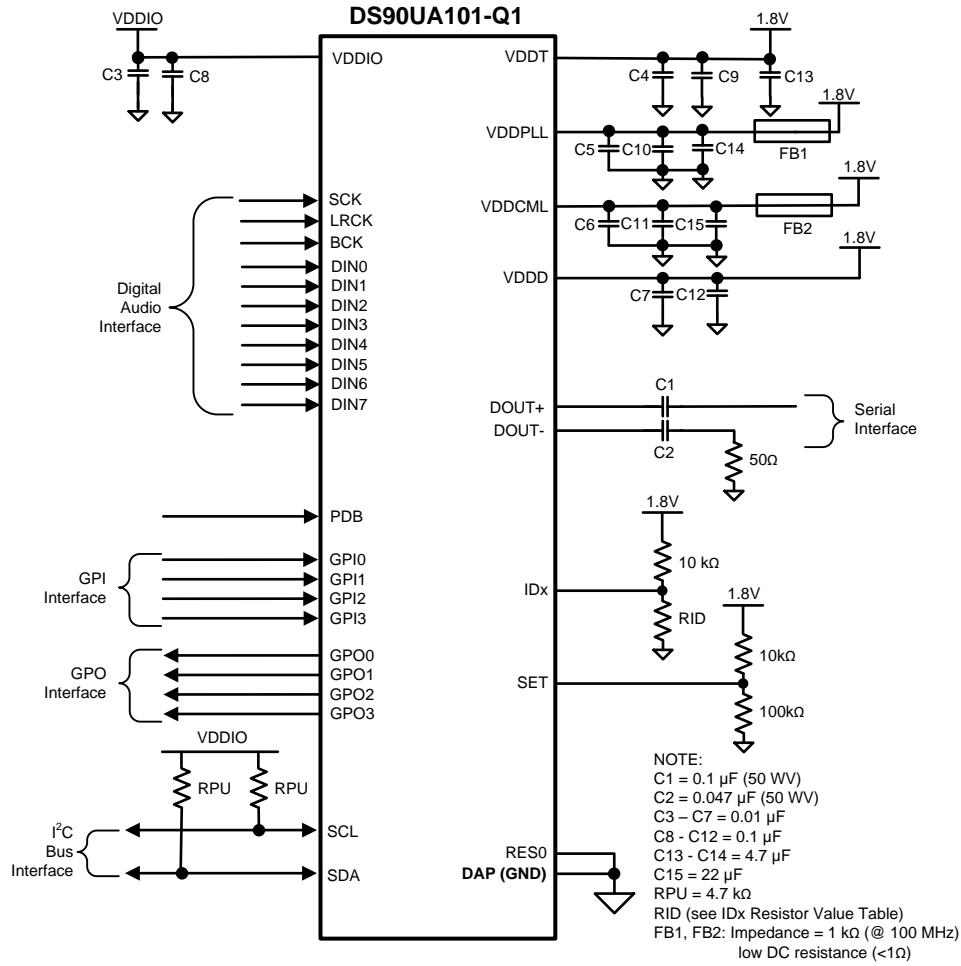 DS90UA101-Q1
VDDIO
C3
C8
VDDIO
VDDT
1.8V
C4
C9
C13
VDDPLL
1.8V
C5
C10
C14
FB1
VDDCML
1.8V
C6
C11
C15
FB2
VDDD
1.8V
C7
C12
SCK
LRCK
BCK
DIN0
DIN1
DIN2
DIN3
DIN4
DIN5
DIN6
DIN7
Digital
Audio
Interface
DOUT+
DOUT-
C1
C2
50Ω
Serial
Interface
PDB
GPI0
GPI1
GPI2
GPI3
GPI
Interface
IDx
1.8V
10 kΩ
RID
GPO0
GPO1
GPO2
GPO3
GPO
Interface
SET
1.8V
10kΩ
100kΩ
VDDIO
RPU
RPU
SCL
SDA
I²C
Bus
Interface
RES0
DAP (GND)
NOTE:
C1 = 0.1 µF (50 WV)
C2 = 0.047 µF (50 WV)
C3 – C7 = 0.01 µF
C8 - C12 = 0.1 µF
C13 - C14 = 4.7 µF
C15 = 22 µF
RPU = 4.7 kΩ
RID (see IDx Resistor Value Table)
FB1, FB2: Impedance = 1 kΩ (@ 100 MHz)
low DC resistance (<1Ω)